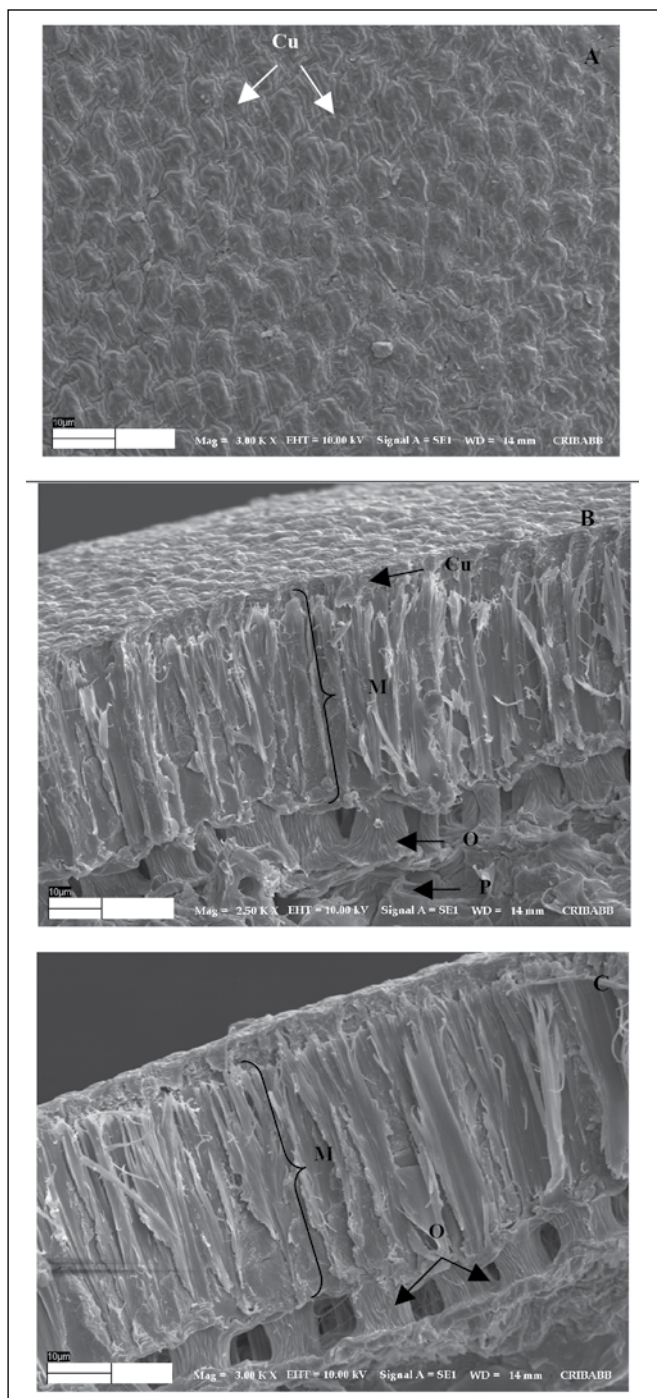 Cu
A
10µm
Mag = 3.00 K X EHT = 10.00 kV Signal A = SE1 WD = 14 mm CRIBABB
B
Cu
M
O
P
10µm
Mag = 2.50 K X EHT = 10.00 kV Signal A = SE1 WD = 14 mm CRIBABB
C
M
O
10µm
Mag = 3.00 K X EHT = 10.00 kV Signal A = SE1 WD = 14 mm CRIBABB